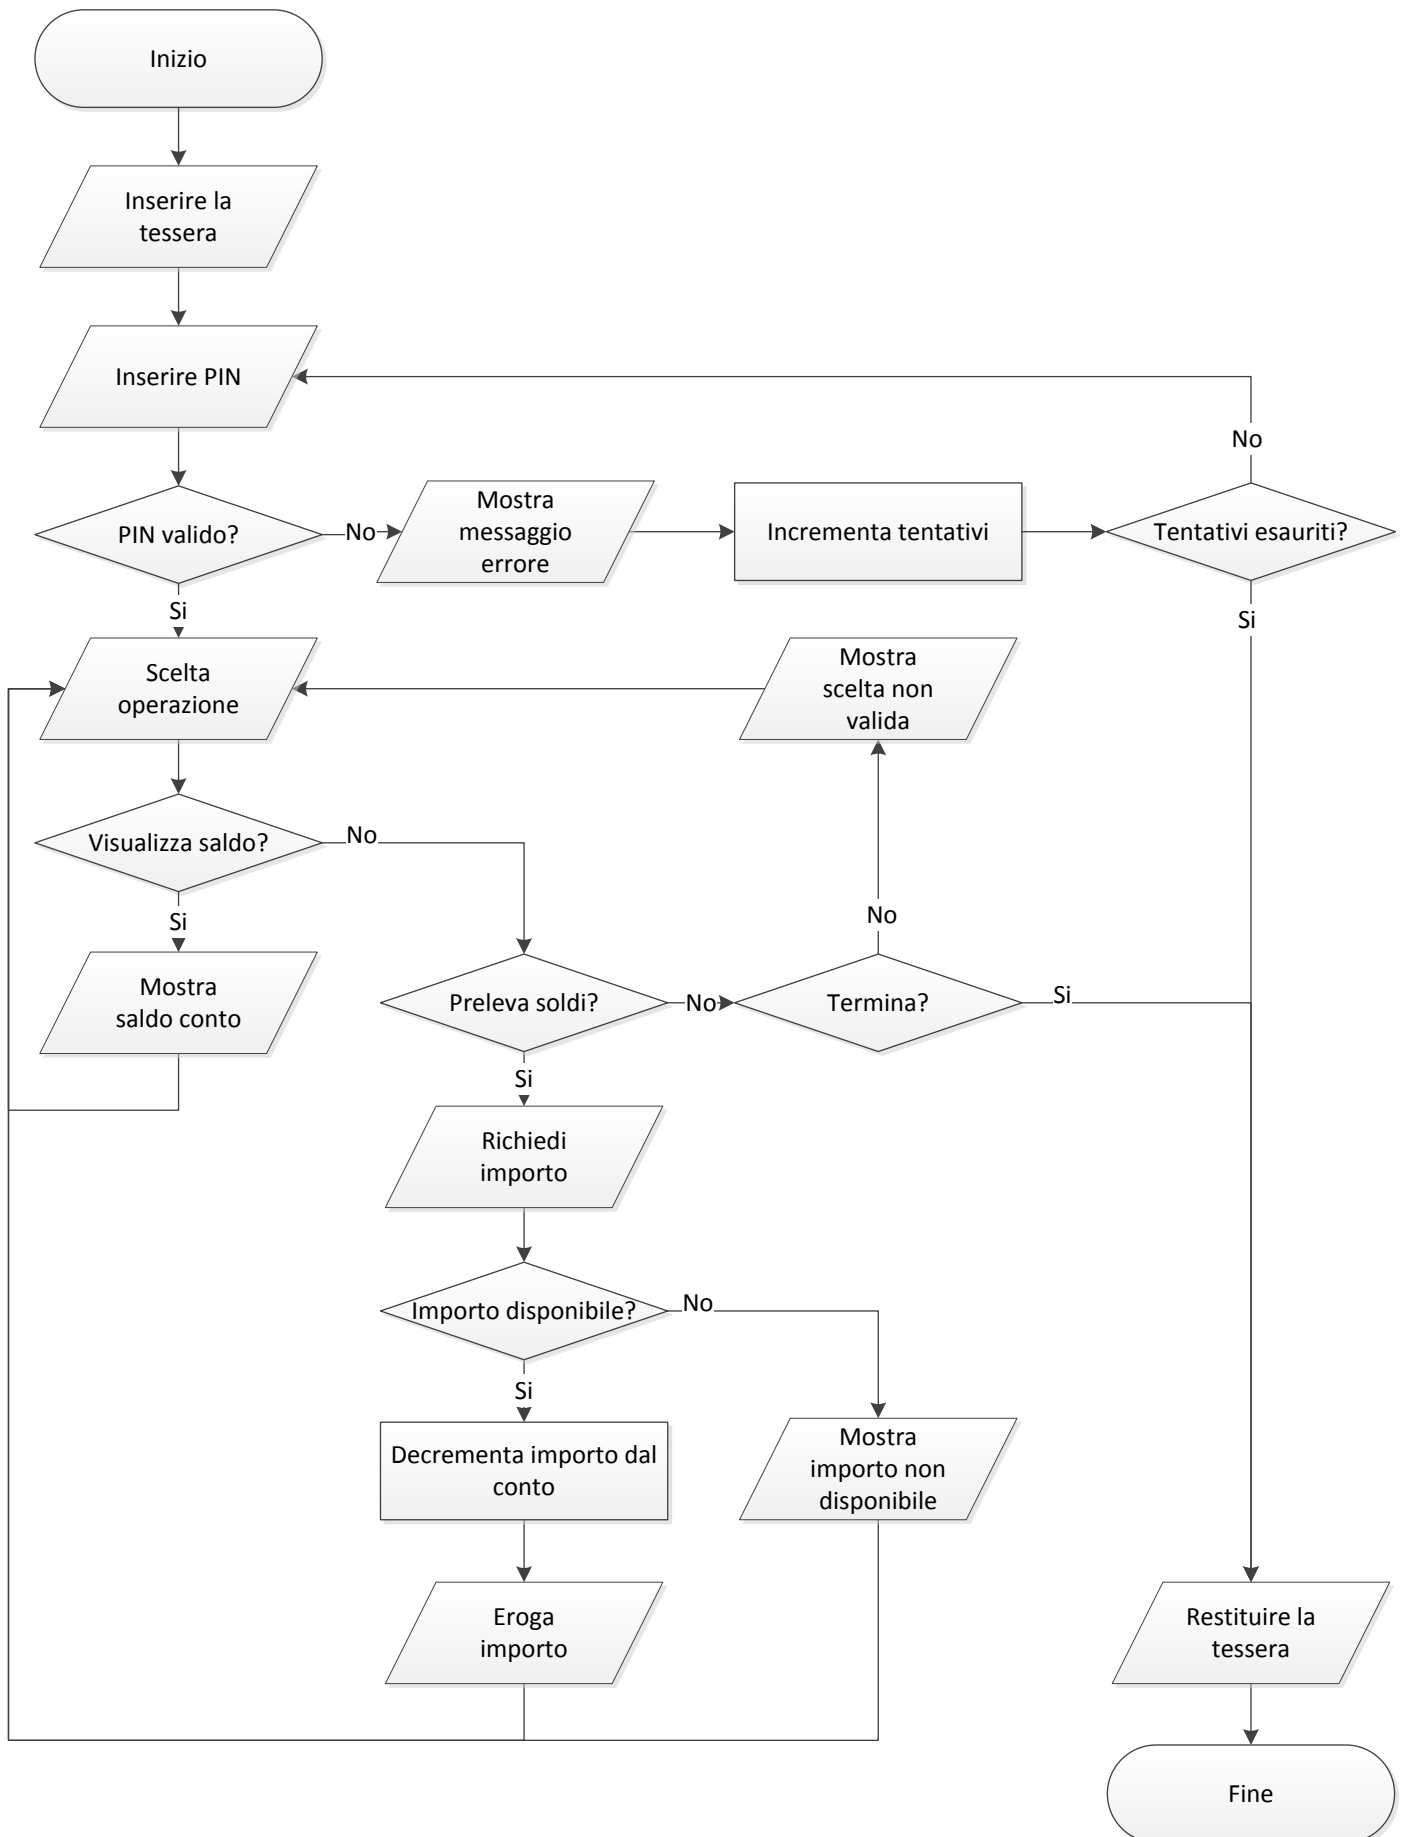 Inizio
Inserire la
tessera
Inserire PIN
No
PIN valido?
No
Mostra
messaggio
errore
Incrementa tentativi
Tentativi esauriti?
Si
Si
Scelta
operazione
Mostra
scelta non
valida
Visualizza saldo?
No
Si
No
Mostra
saldo conto
Preleva soldi?
No
Termina?
Si
Si
Richiedi
importo
Importo disponibile?
No
Si
Decrementa importo dal
conto
Mostra
importo non
disponibile
Eroga
importo
Restituire la
tessera
Fine